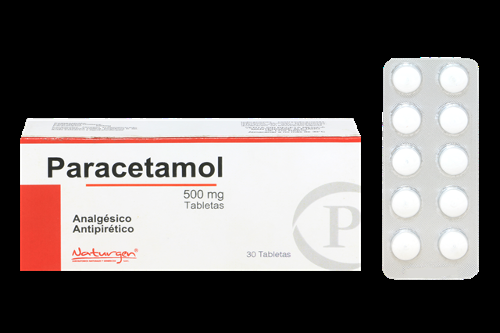 Paracetamol
500 mg
Tabletas
Analgésico
Antipirético
Naturgen
30 Tabletas
P